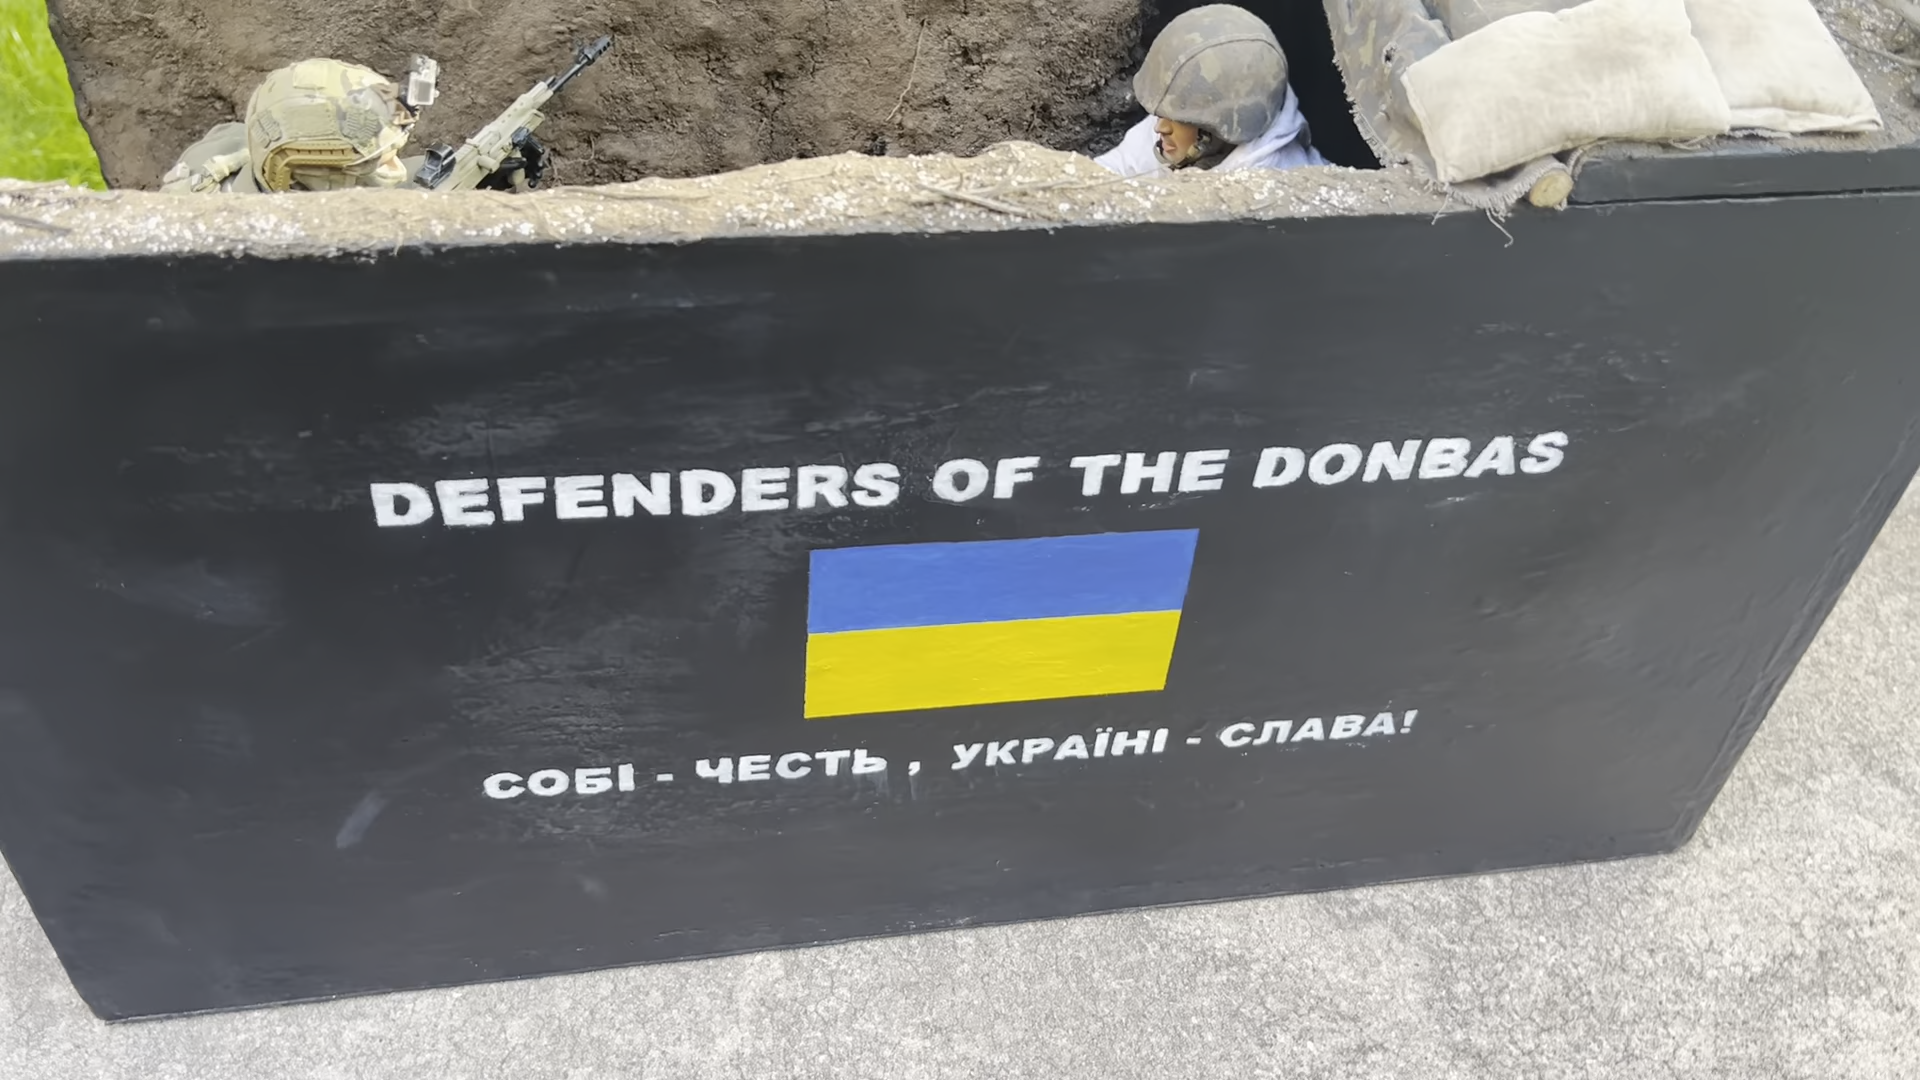 DEFENDERS OF THE DONBAS
СОБІ - ЧЕСТЬ , УКРАЇНІ - СЛАВА!